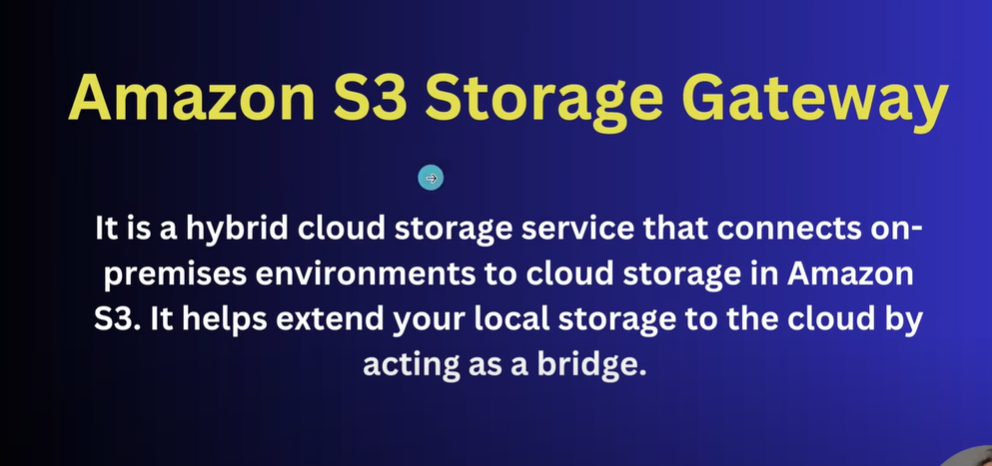 Amazon S3 Storage Gateway
It is a hybrid cloud storage service that connects on-
premises environments to cloud storage in Amazon
S3. It helps extend your local storage to the cloud by
acting as a bridge.